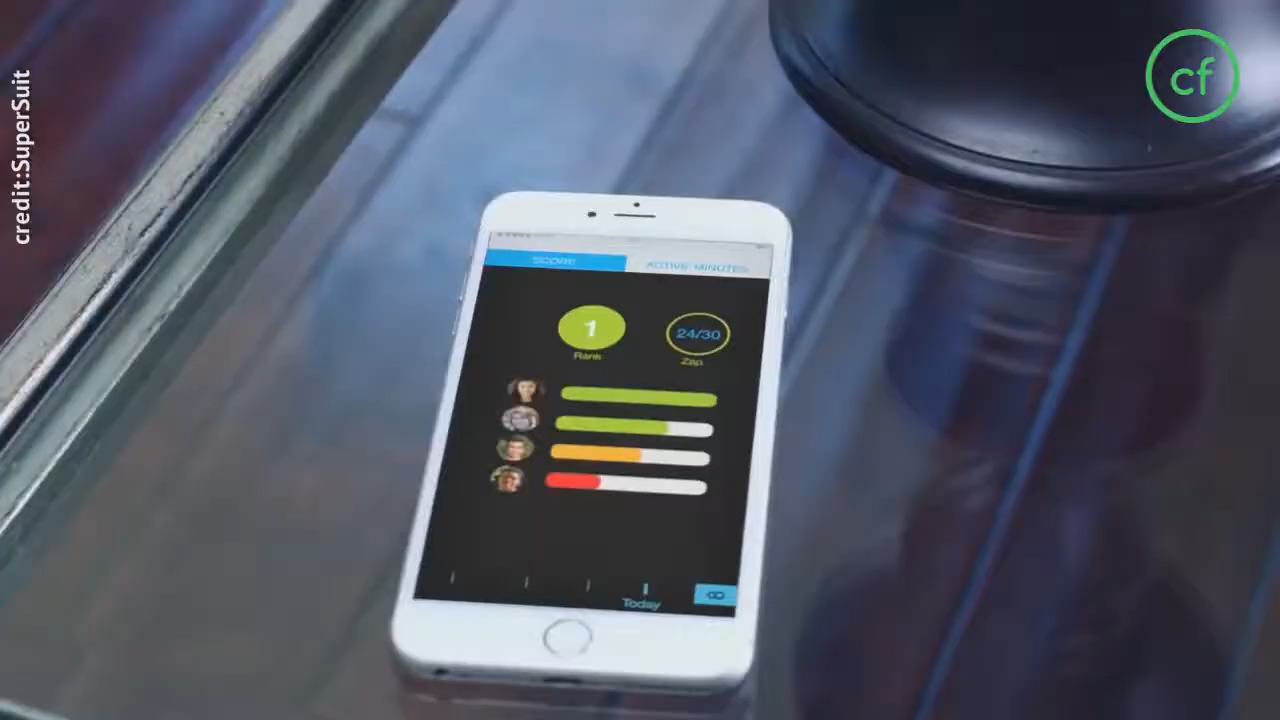 credit:SuperSuit
cf
SCORE
ACTIVE MINUTES
1
24/30
Rank
Zap
Today